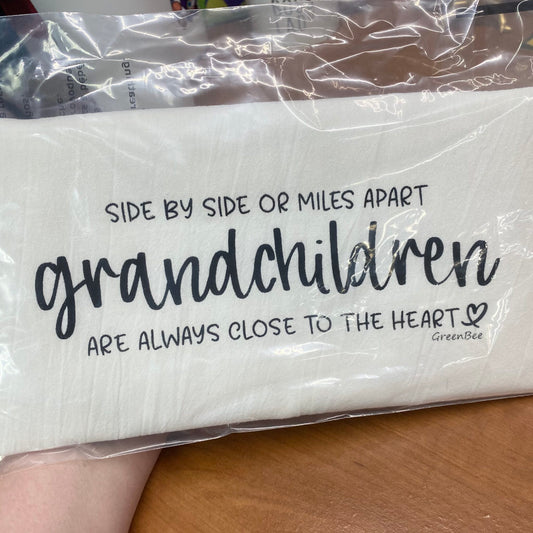 SIDE BY SIDE OR MILES APART
grandchildren
ARE ALWAYS CLOSE TO THE HEART
GreenBee